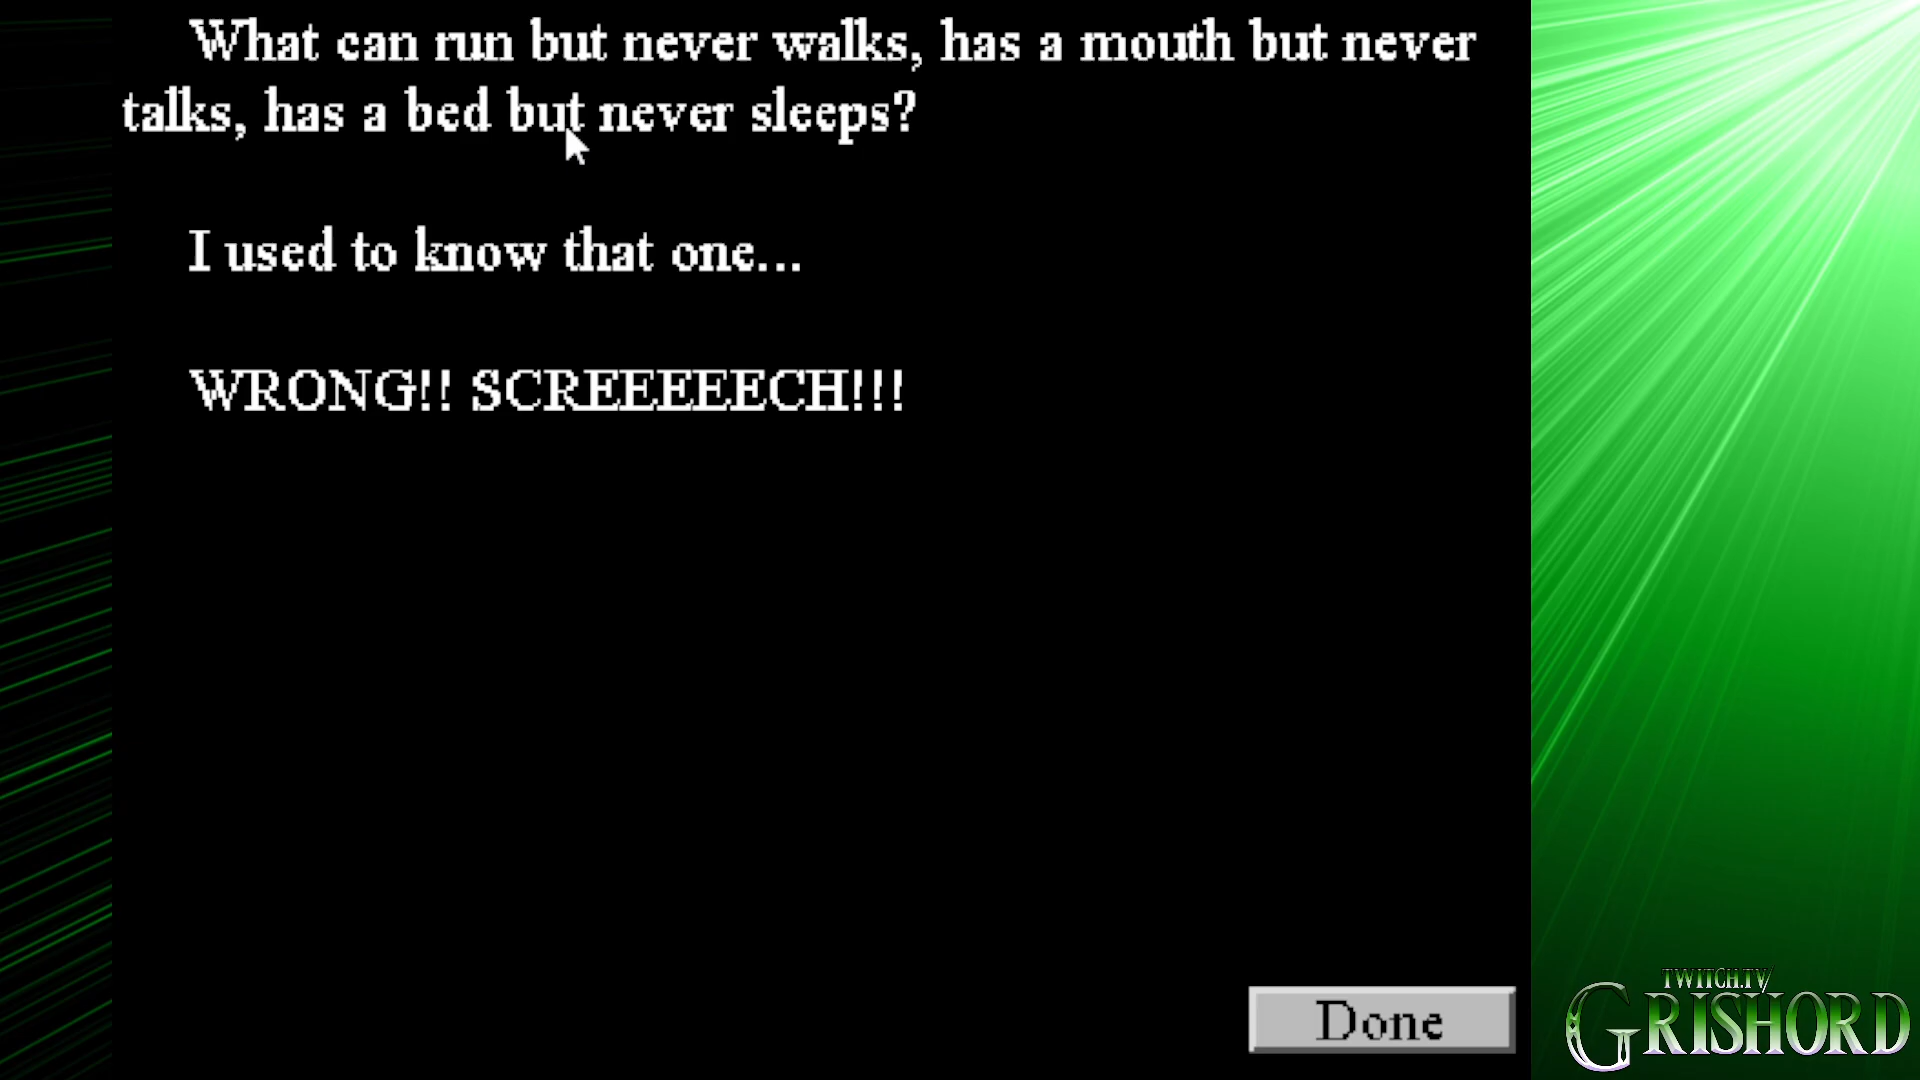 What can run but never walks, has a mouth but never
talks, has a bed but never sleeps?
I used to know that one...
WRONG!! SCREEEEEECH!!!
Done
TWITCH.TV/
GRISHORD